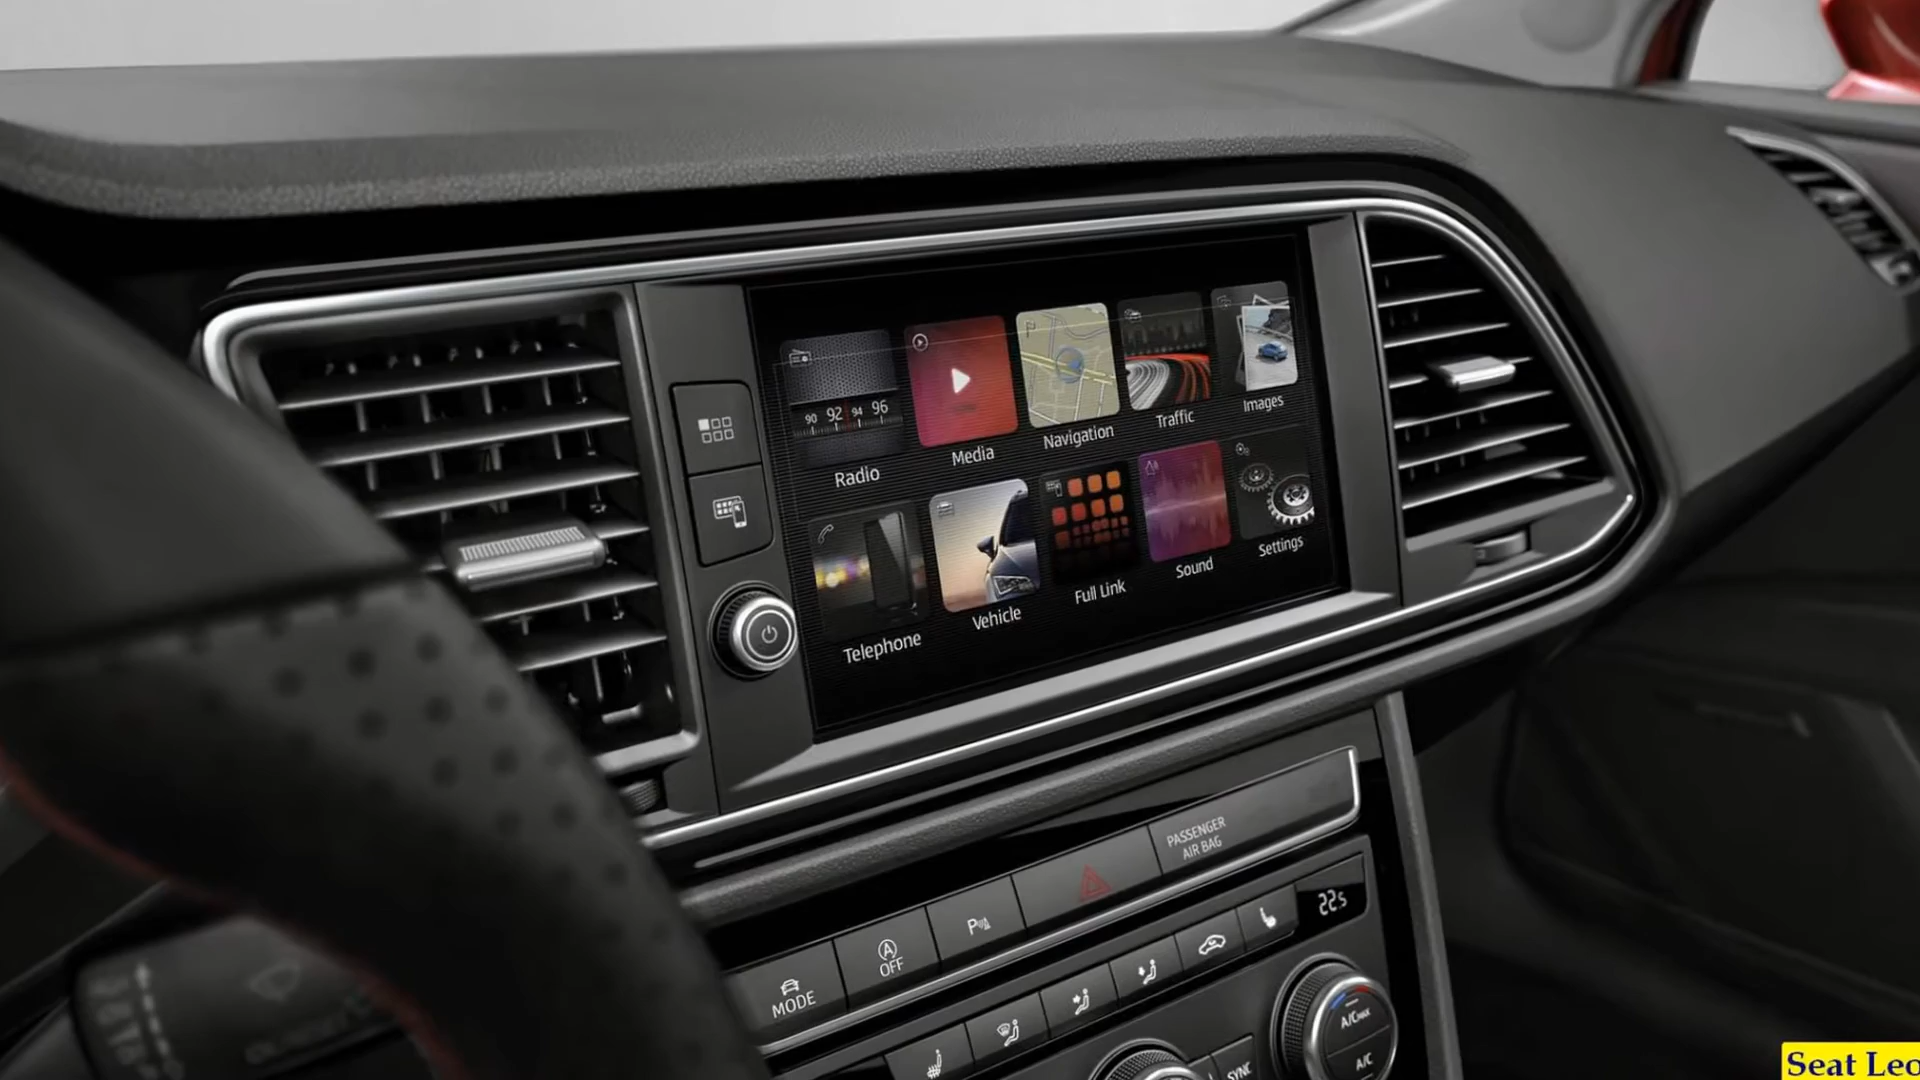 90 92 94 96
Radio
Media
Navigation
Traffic
Images
Telephone
Vehicle
Full Link
Sound
Settings
PASSENGER
AIR BAG
MODE
A
OFF
P
22.5
SYNC
A/C MAX
A/C
Seat Leo